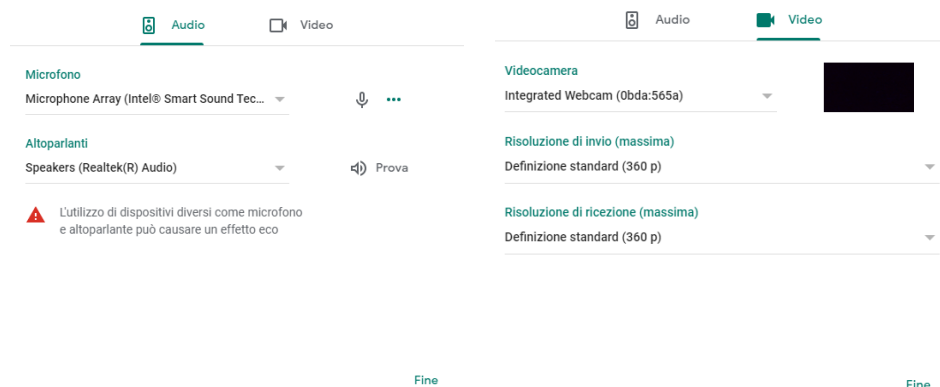 Audio
Video
Microfono
Microphone Array (Intel® Smart Sound Tec...
Altoparlanti
Speakers (Realtek(R) Audio)
Prova
L'utilizzo di dispositivi diversi come microfono
e altoparlante può causare un effetto eco
Fine
Audio
Video
Videocamera
Integrated Webcam (0bda:565a)
Risoluzione di invio (massima)
Definizione standard (360 p)
Risoluzione di ricezione (massima)
Definizione standard (360 p)
Fine